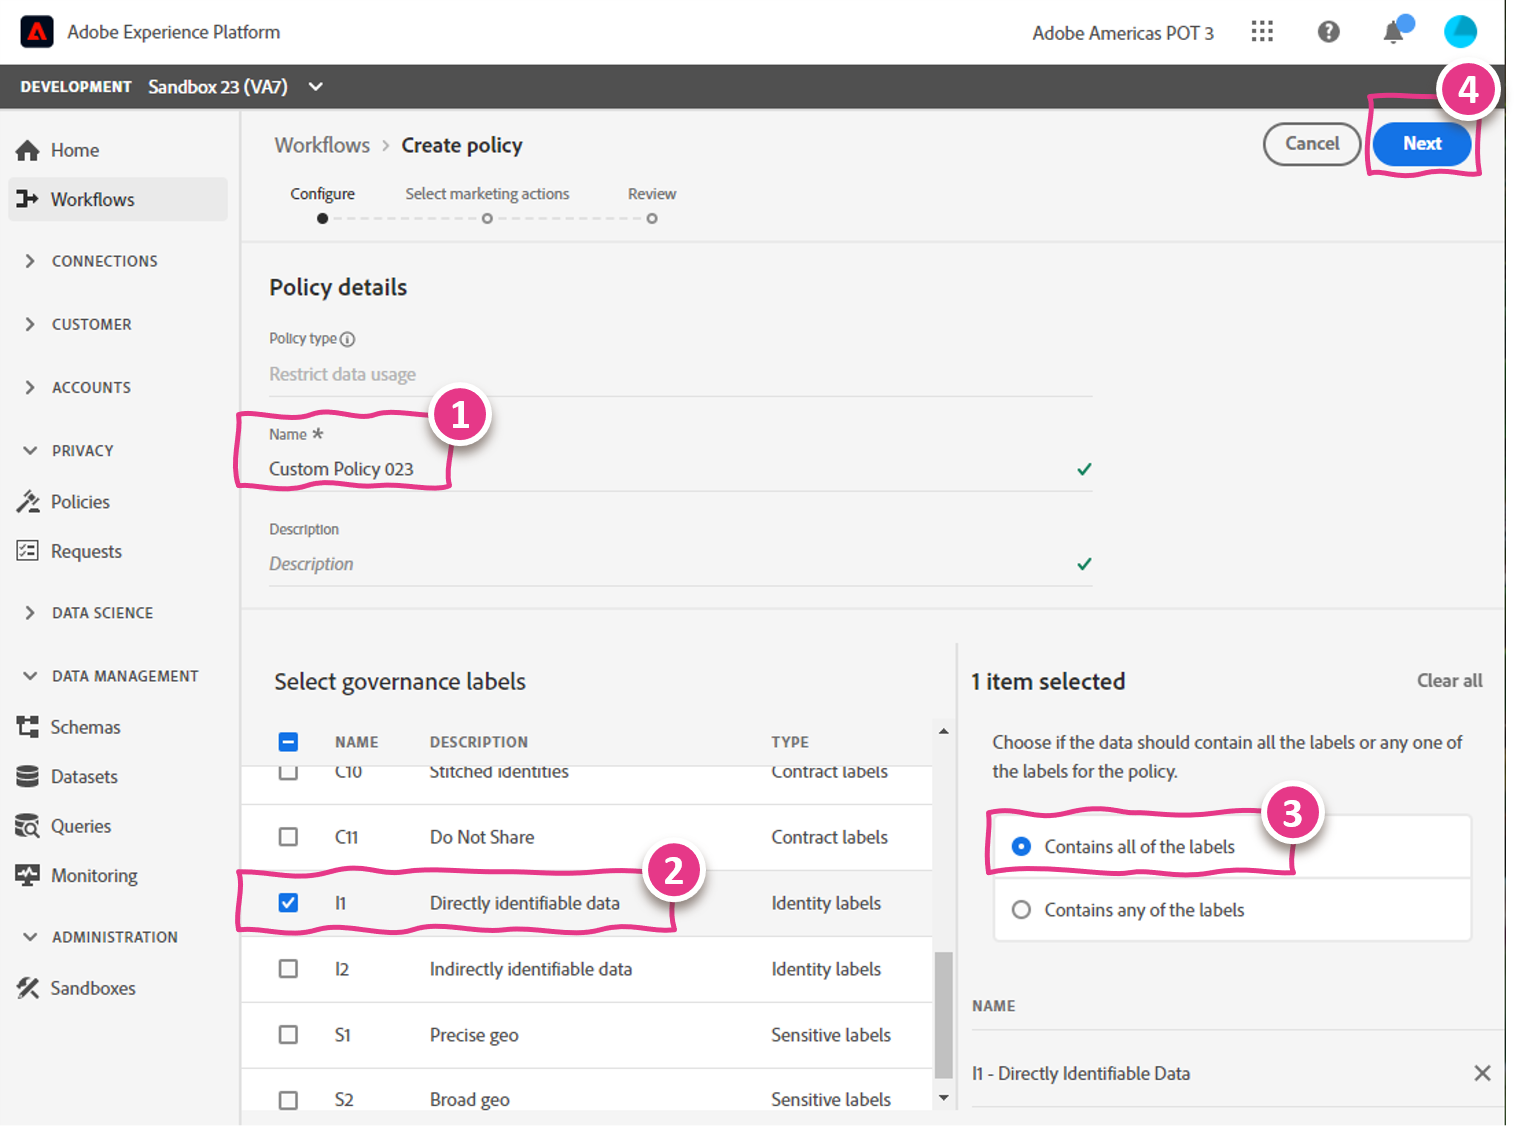 Adobe Experience Platform
Adobe Americas POT 3
DEVELOPMENT Sandbox 23 (VA7)
4
Home
Workflows
CONNECTIONS
CUSTOMER
ACCOUNTS
PRIVACY
Policies
Requests
DATA SCIENCE
DATA MANAGEMENT
Schemas
Datasets
Queries
Monitoring
ADMINISTRATION
Sandboxes
Workflows > Create policy
Cancel
Next
Configure Select marketing actions Review
Policy details
Policy type
Restrict data usage
1
Name *
Custom Policy 023
Description
Description
Select governance labels
NAME DESCRIPTION TYPE
C10 Stitched identities Contract labels
C11 Do Not Share Contract labels
2
I1 Directly identifiable data Identity labels
I2 Indirectly identifiable data Identity labels
S1 Precise geo Sensitive labels
S2 Broad geo Sensitive labels
1 item selected
Clear all
Choose if the data should contain all the labels or any one of
the labels for the policy.
3
Contains all of the labels
Contains any of the labels
NAME
I1 - Directly Identifiable Data